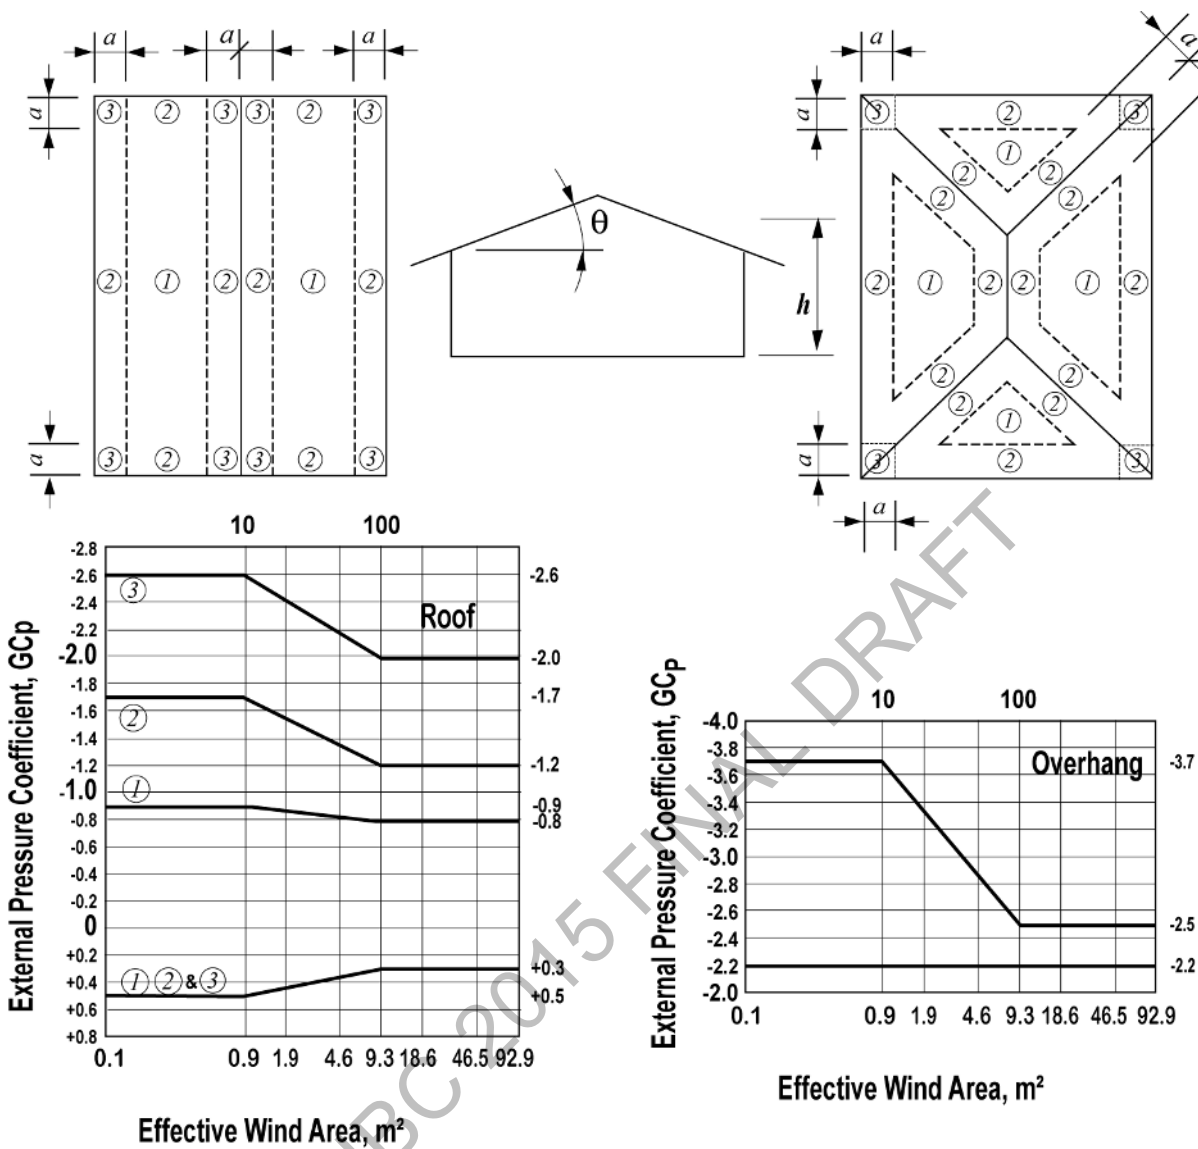 a a a a a
a a
③ ② ③ ③ ② ③
③ ② ③
①
② ②
② ②
θ
② ① ② ② ① ②
h
② ① ② ② ① ②
② ②
② ②
①
a a
③ ② ③ ③ ② ③
③ ② ③
a
10 100
-2.8
-2.6 -2.6
③
-2.4
Roof
-2.2
-2.0 -2.0
-1.8 -1.7
②
-1.6
-1.4
-1.2 -1.2
-1.0
① -0.9
-0.8 -0.8
-0.6
-0.4
-0.2
0
+0.2
+0.3
① ② & ③
+0.4
+0.5
+0.6
+0.8
0.1 0.9 1.9 4.6 9.3 18.6 46.5 92.9
External Pressure Coefficient, GCp
Effective Wind Area, m²
10 100
-4.0
-3.8
-3.7
Overhang
-3.6
-3.4
-3.2
-3.0
-2.8
-2.6
-2.5
-2.4
-2.2 -2.2
-2.0
0.1 0.9 1.9 4.6 9.3 18.6 46.5 92.9
External Pressure Coefficient, GCP
Effective Wind Area, m²
BC 2015 FINAL DRAFT